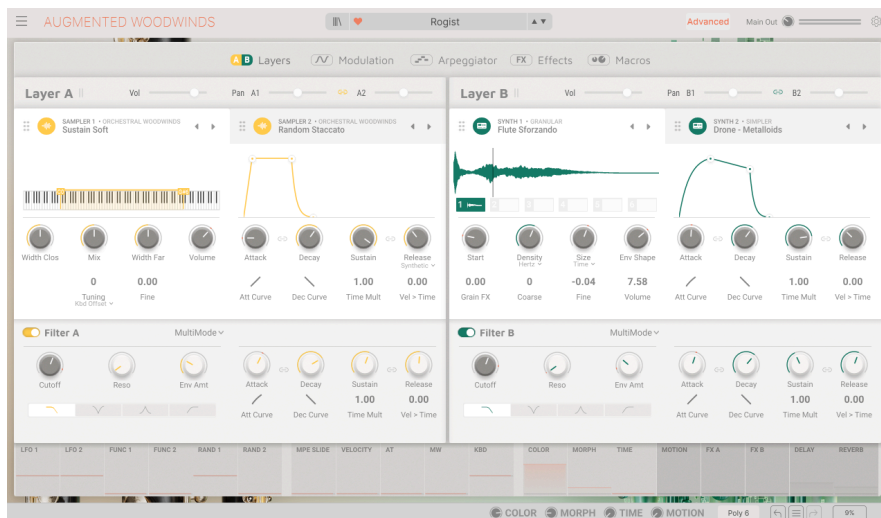 AUGMENTED WOODWINDS
Rogist
Advanced
Main Out
A B Layers
Modulation
Arpeggiator
FX Effects
Macros
Layer A
Vol
Pan A1
A2
Layer B
Vol
Pan B1
B2
SAMPLER 1 • ORCHESTRAL WOODWINDS
Sustain Soft
SAMPLER 2 • ORCHESTRAL WOODWINDS
Random Staccato
SYNTH 1 • GRANULAR
Flute Sforzando
SYNTH 2 • SIMPLER
Drone - Metalloids
1 2 3 4 5 6
Width Clos Mix Width Far Volume
Attack Decay Sustain Release
Synthetic
Start Density Size Env Shape
Hertz Time
Attack Decay Sustain Release
0 0.00
Tuning Fine
Kbd Offset
1.00 0.00
Att Curve Dec Curve Time Mult Vel > Time
0.00 0 -0.04 7.58
Grain FX Coarse Fine Volume
1.00 0.00
Att Curve Dec Curve Time Mult Vel > Time
Filter A
MultiMode
Filter B
MultiMode
Cutoff Reso Env Amt
Attack Decay Sustain Release
Cutoff Reso Env Amt
Attack Decay Sustain Release
1.00 0.00
Att Curve Dec Curve Time Mult Vel > Time
1.00 0.00
Att Curve Dec Curve Time Mult Vel > Time
LFO 1 LFO 2 FUNC 1 FUNC 2 RAND 1 RAND 2 MPE SLIDE VELOCITY AT MW KBD COLOR MORPH TIME MOTION FX A FX B DELAY REVERB
COLOR MORPH TIME MOTION Poly 6 9%